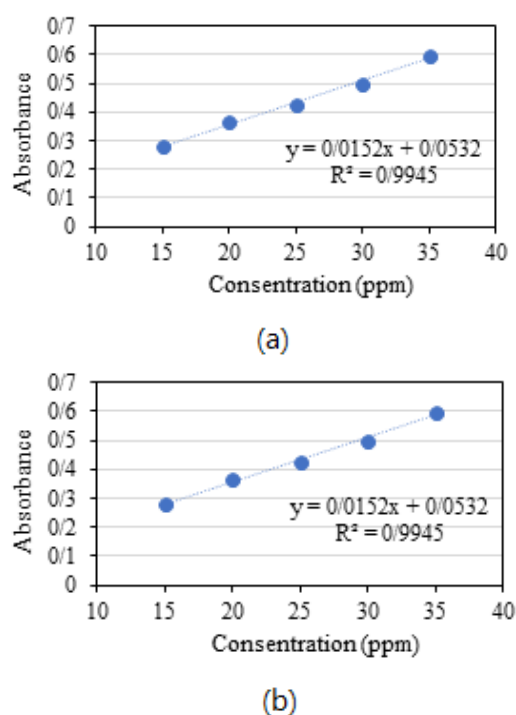 0/7
0/6
0/5
0/4
0/3
0/2
0/1
0
Absorbance
y = 0/0152x + 0/0532
R² = 0/9945
10 15 20 25 30 35 40
Consentration (ppm)
(a)
0/7
0/6
0/5
0/4
0/3
0/2
0/1
0
Absorbance
y = 0/0152x + 0/0532
R² = 0/9945
10 15 20 25 30 35 40
Consentration (ppm)
(b)